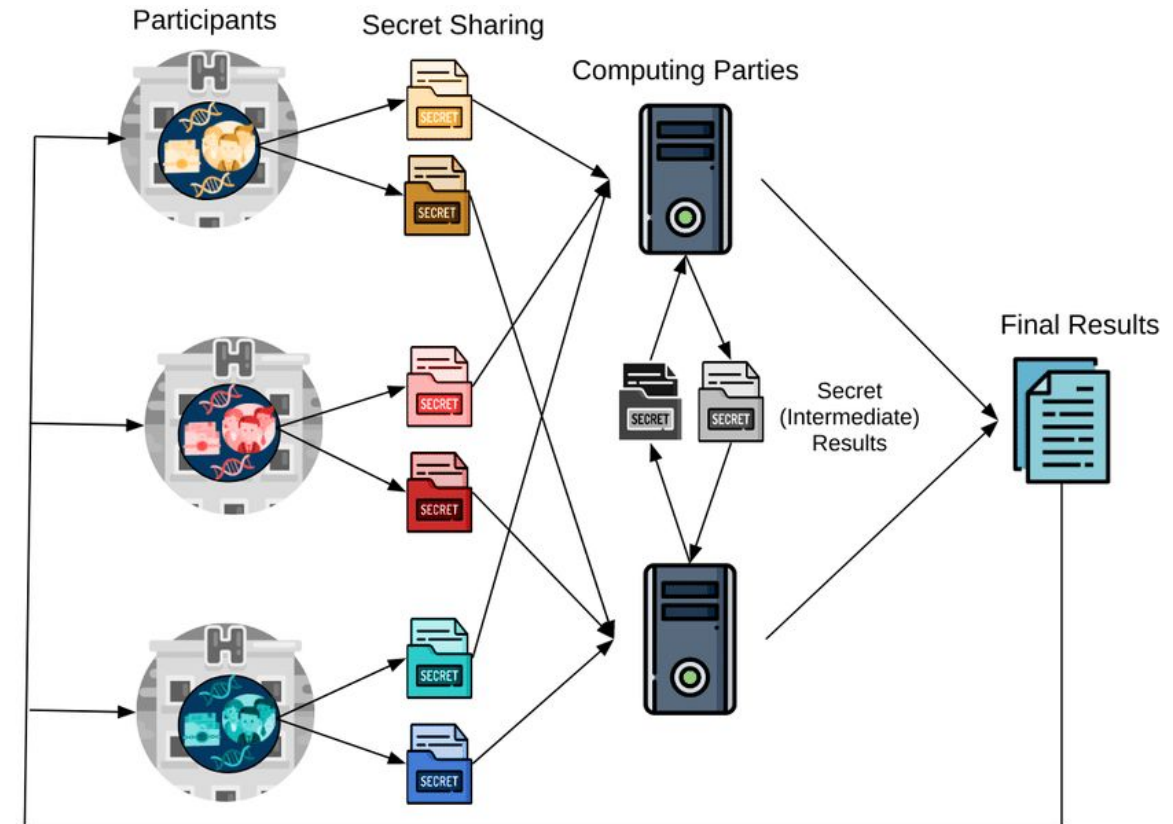 Participants
Secret Sharing
Computing Parties
H
SECRET
SECRET
H
SECRET
SECRET
SECRET
SECRET
Secret
(Intermediate)
Results
Final Results
H
SECRET
SECRET